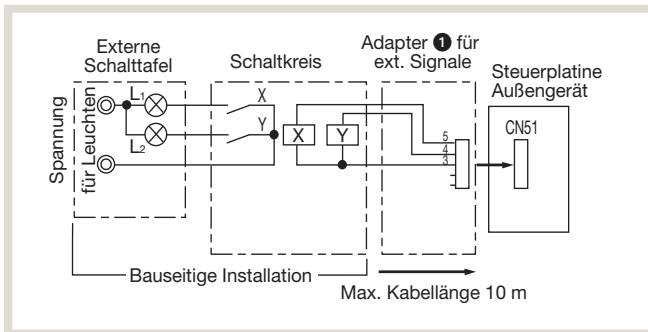 Externe
Schalttafel
Schaltkreis
Adapter ❶ für
ext. Signale
Steuerplatine
Außengerät
Spannung
für Leuchten
L1
L2
X
Y
X
Y
5
4
3
CN51
Bauseitige Installation
Max. Kabellänge 10 m